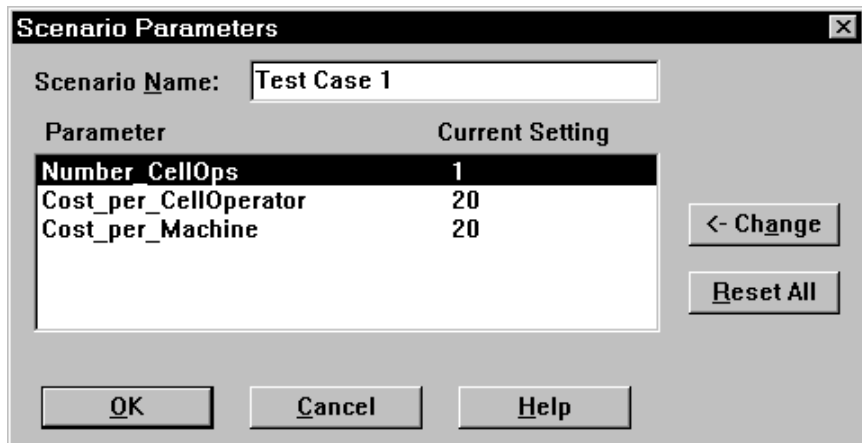 Scenario Parameters
Scenario Name: Test Case 1
Parameter Current Setting
Number_CellOps 1
Cost_per_CellOperator 20
Cost_per_Machine 20
<- Change
Reset All
OK Cancel Help